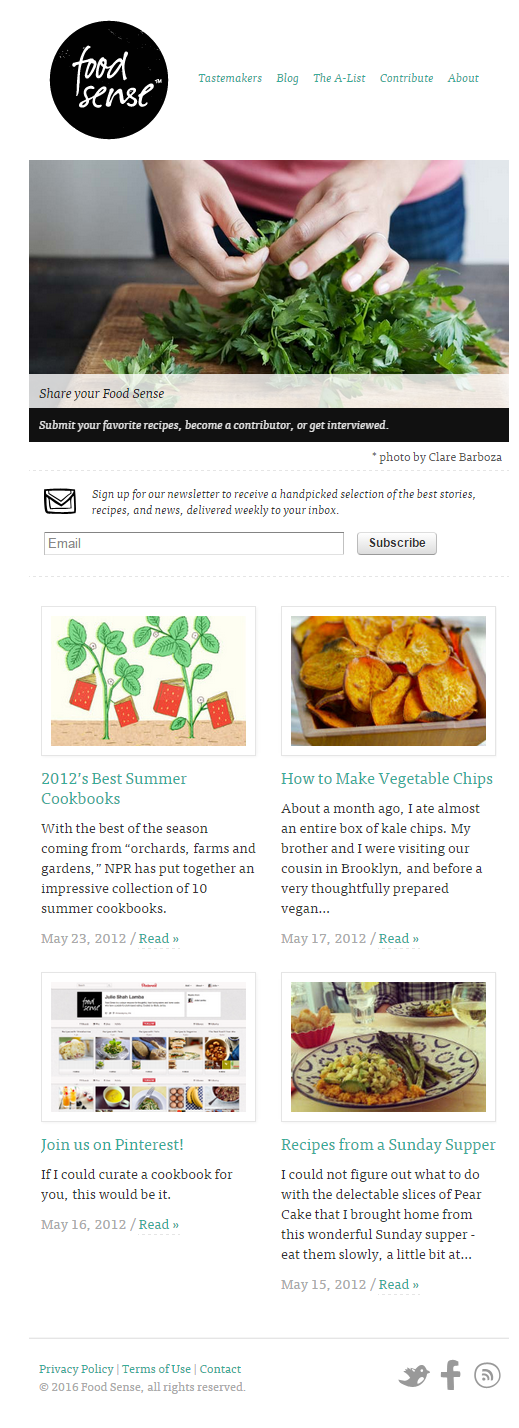 food
sense™
Tastemakers Blog The A-List Contribute About
Share your Food Sense
Submit your favorite recipes, become a contributor, or get interviewed.
* photo by Clare Barboza
Sign up for our newsletter to receive a handpicked selection of the best stories,
recipes, and news, delivered weekly to your inbox.
Email Subscribe
2012's Best Summer
Cookbooks
With the best of the season
coming from “orchards, farms and
gardens,” NPR has put together an
impressive collection of 10
summer cookbooks.
May 23, 2012 / Read »
How to Make Vegetable Chips
About a month ago, I ate almost
an entire box of kale chips. My
brother and I were visiting our
cousin in Brooklyn, and before a
very thoughtfully prepared
vegan...
May 17, 2012 / Read »
Pinterest
food
sense
Julie Shah Lamba
Join us on Pinterest!
If I could curate a cookbook for
you, this would be it.
May 16, 2012 / Read »
Recipes from a Sunday Supper
I could not figure out what to do
with the delectable slices of Pear
Cake that I brought home from
this wonderful Sunday supper -
eat them slowly, a little bit at...
May 15, 2012 / Read »
Privacy Policy | Terms of Use | Contact
© 2016 Food Sense, all rights reserved.